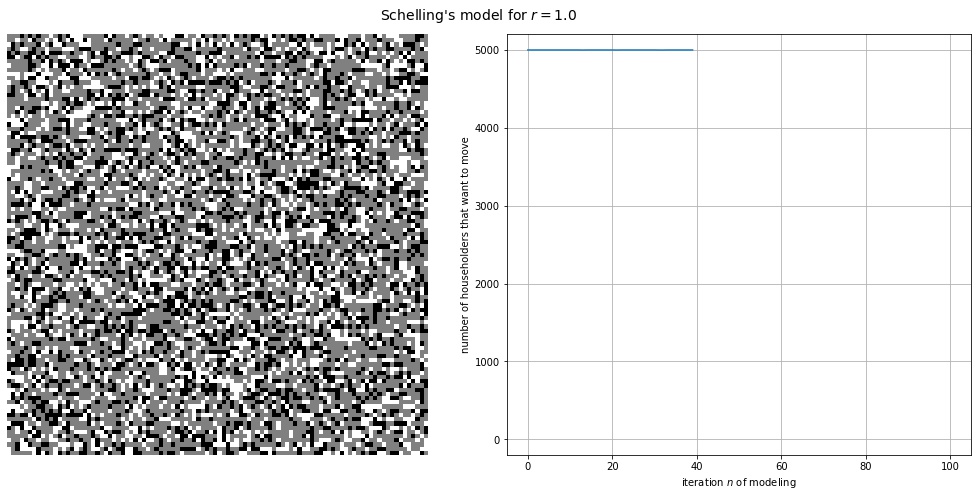 Schelling's model for r = 1.0
5000
4000
3000
2000
1000
0
number of householders that want to move
0 20 40 60 80 100
iteration n of modeling